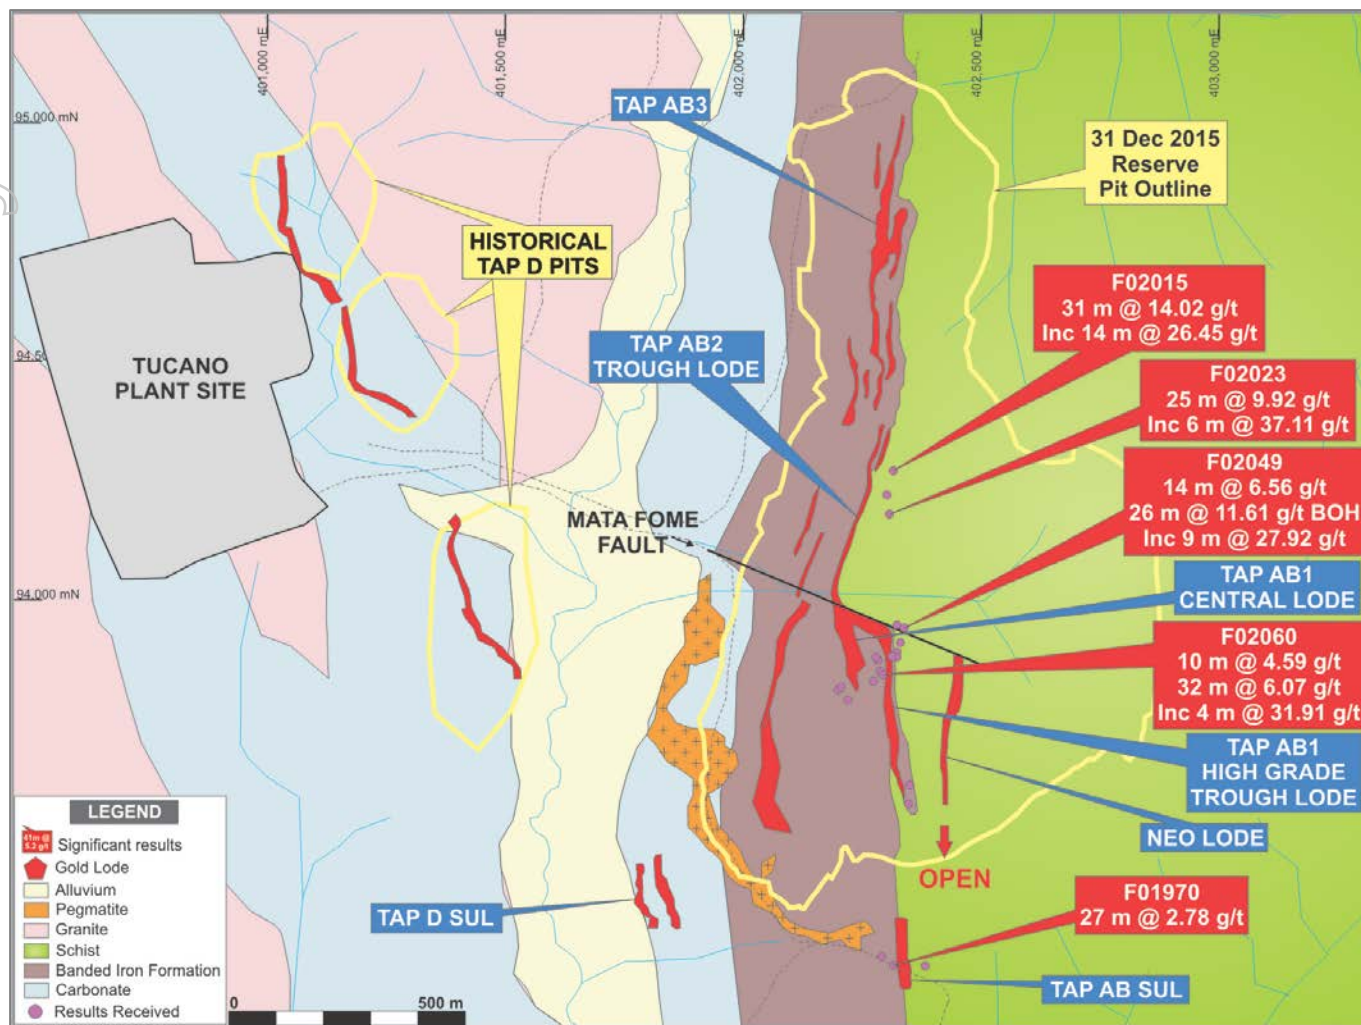 401,000 mE
401,500 mE
402,000 mE
402,500 mE
403,000 mE
95,000 mN
94,50
94,000 mN
TAP AB3
31 Dec 2015
Reserve
Pit Outline
HISTORICAL
TAP D PITS
TUCANO
PLANT SITE
TAP AB2
TROUGH LODE
F02015
31 m @ 14.02 g/t
Inc 14 m @ 26.45 g/t
F02023
25 m @ 9.92 g/t
Inc 6 m @ 37.11 g/t
F02049
14 m @ 6.56 g/t
26 m @ 11.61 g/t BOH
Inc 9 m @ 27.92 g/t
MATA FOME
FAULT
TAP AB1
CENTRAL LODE
F02060
10 m @ 4.59 g/t
32 m @ 6.07 g/t
Inc 4 m @ 31.91 g/t
TAP AB1
HIGH GRADE
TROUGH LODE
NEO LODE
OPEN
F01970
27 m @ 2.78 g/t
TAP D SUL
TAP AB SUL
LEGEND
41m @
5.3 g/t
Significant results
Gold Lode
Alluvium
Pegmatite
Granite
Schist
Banded Iron Formation
Carbonate
Results Received
0 500 m